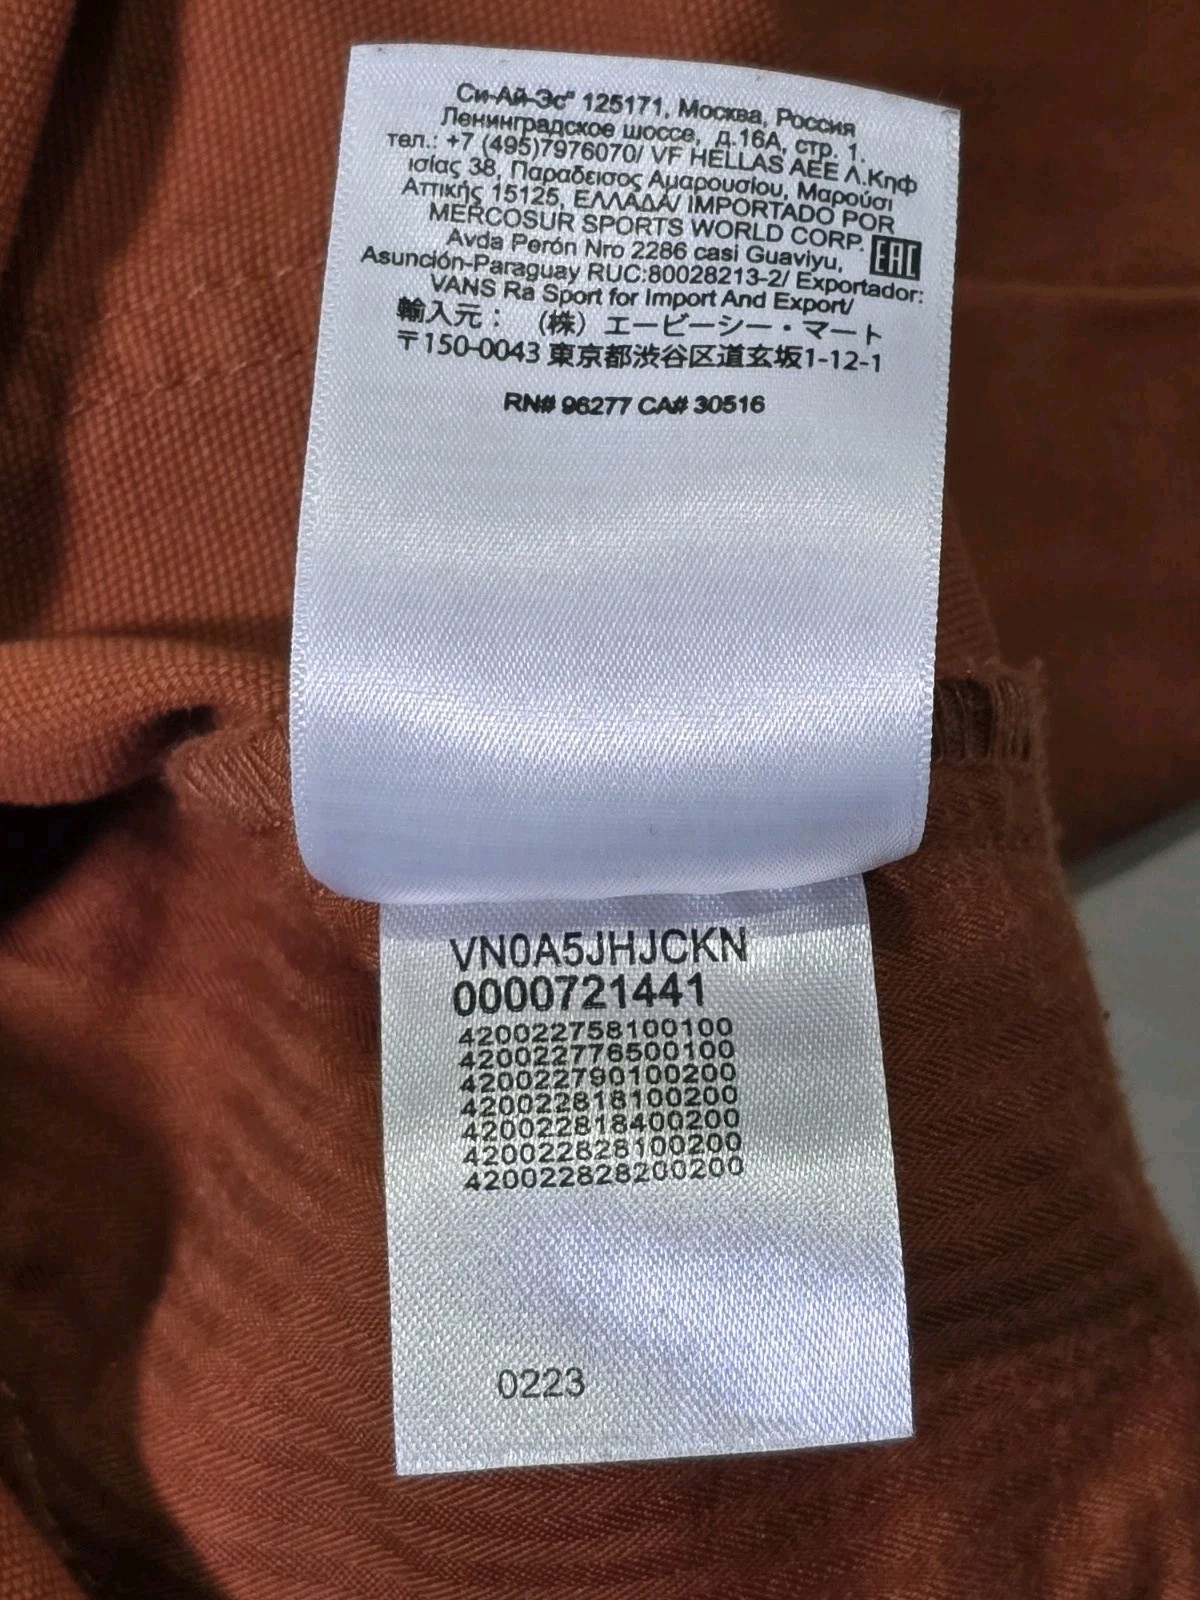 Си-Ай-Эс" 125171, Москва, Россия
Ленинградское шоссе, д.16А, стр. 1.
тел.: +7 (495)7976070/ VF HELLAS AEE Λ.Κηφ
ισίας 38, Παραδεισος Αμαρουσίου, Μαρούσι
Αττικής 15125, ΕΛΛΑΔΑ/ IMPORTADO POR
MERCOSUR SPORTS WORLD CORP.
Avda Perón Nro 2286 casi Guaviyu,
EAC
Asunción-Paraguay RUC:80028213-2/ Exportador:
VANS Ra Sport for Import And Export/
輸入元： (株）エービーシー・マート
〒150-0043 東京都渋谷区道玄坂1-12-1
RN# 96277 CA# 30516
VN0A5JHJCKN
0000721441
420022758100100
420022776500100
420022790100200
420022818100200
420022818400200
420022828100200
420022828200200
0223